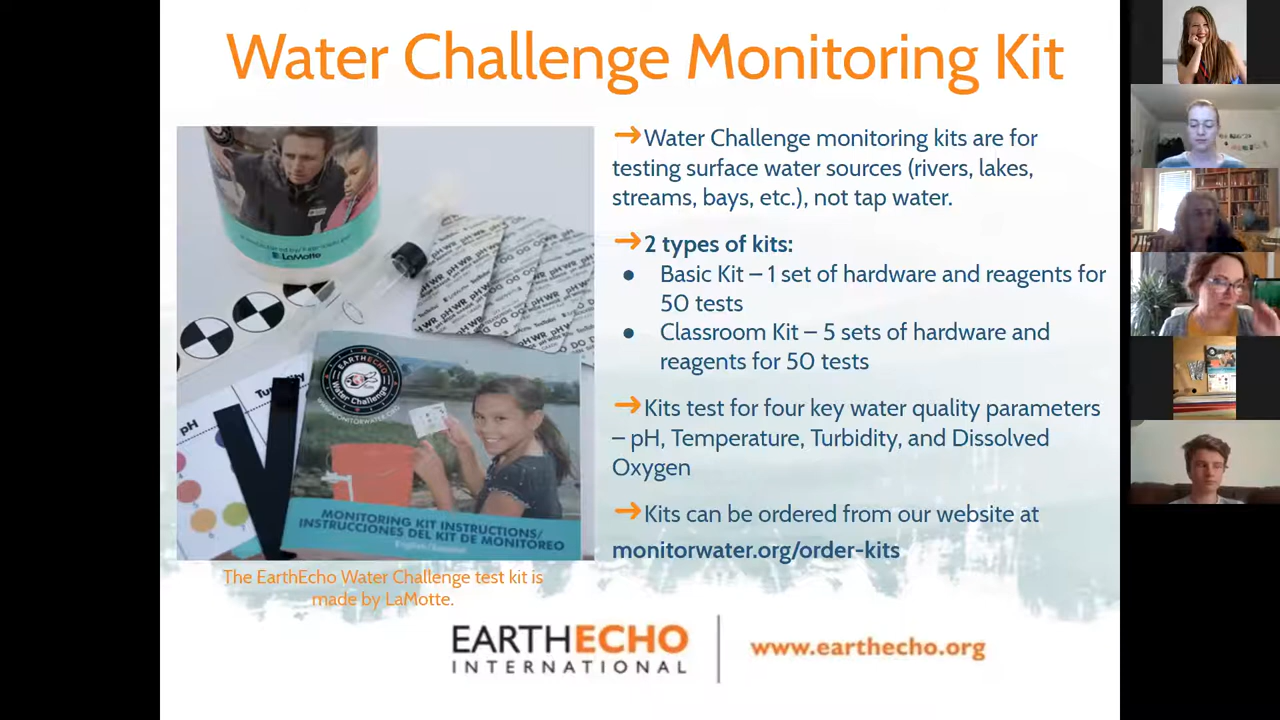 Water Challenge Monitoring Kit
➔Water Challenge monitoring kits are for
testing surface water sources (rivers, lakes,
streams, bays, etc.), not tap water.
➔2 types of kits:
● Basic Kit – 1 set of hardware and reagents for
50 tests
● Classroom Kit – 5 sets of hardware and
reagents for 50 tests
➔Kits test for four key water quality parameters
– pH, Temperature, Turbidity, and Dissolved
Oxygen
➔Kits can be ordered from our website at
monitorwater.org/order-kits
LaMotte
pH
EARTHECHO
Water Challenge
MONITORING KIT INSTRUCTIONS/
INSTRUCCIONES DEL KIT DE MONITOREO
The EarthEcho Water Challenge test kit is
made by LaMotte.
EARTHECHO
INTERNATIONAL
www.earthecho.org